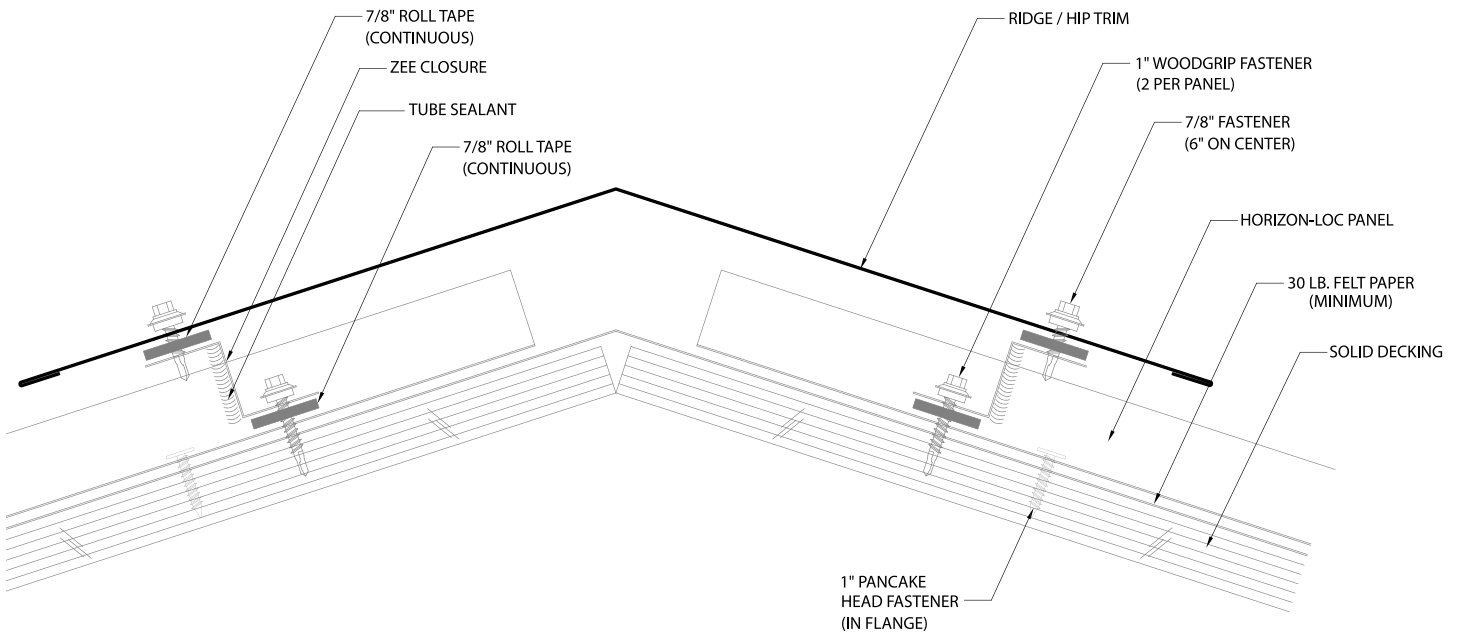 7/8" ROLL TAPE
(CONTINUOUS)
ZEE CLOSURE
TUBE SEALANT
7/8" ROLL TAPE
(CONTINUOUS)
RIDGE / HIP TRIM
1" WOODGRIP FASTENER
(2 PER PANEL)
7/8" FASTENER
(6" ON CENTER)
HORIZON-LOC PANEL
30 LB. FELT PAPER
(MINIMUM)
SOLID DECKING
1" PANCAKE
HEAD FASTENER
(IN FLANGE)